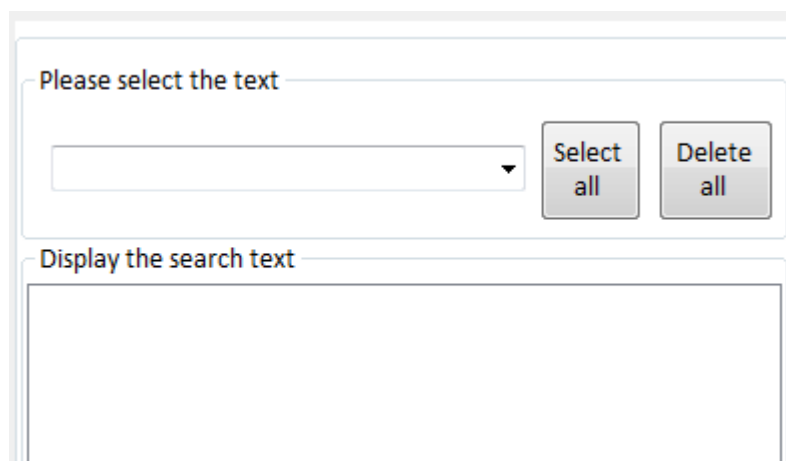 Please select the text
Select
all
Delete
all
Display the search text